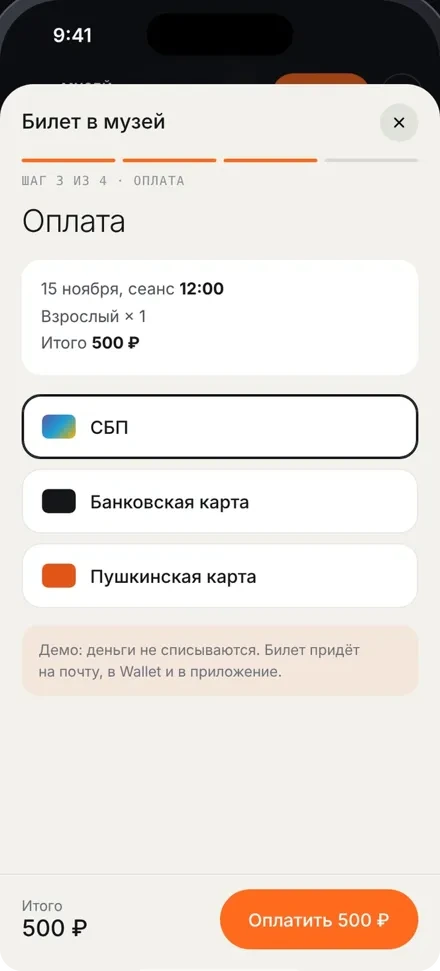 9:41
Билет в музей
ШАГ 3 ИЗ 4 · ОПЛАТА
Оплата
15 ноября, сеанс 12:00
Взрослый × 1
Итого 500 ₽
СБП
Банковская карта
Пушкинская карта
Демо: деньги не списываются. Билет придёт
на почту, в Wallet и в приложение.
Итого
500 ₽
Оплатить 500 ₽